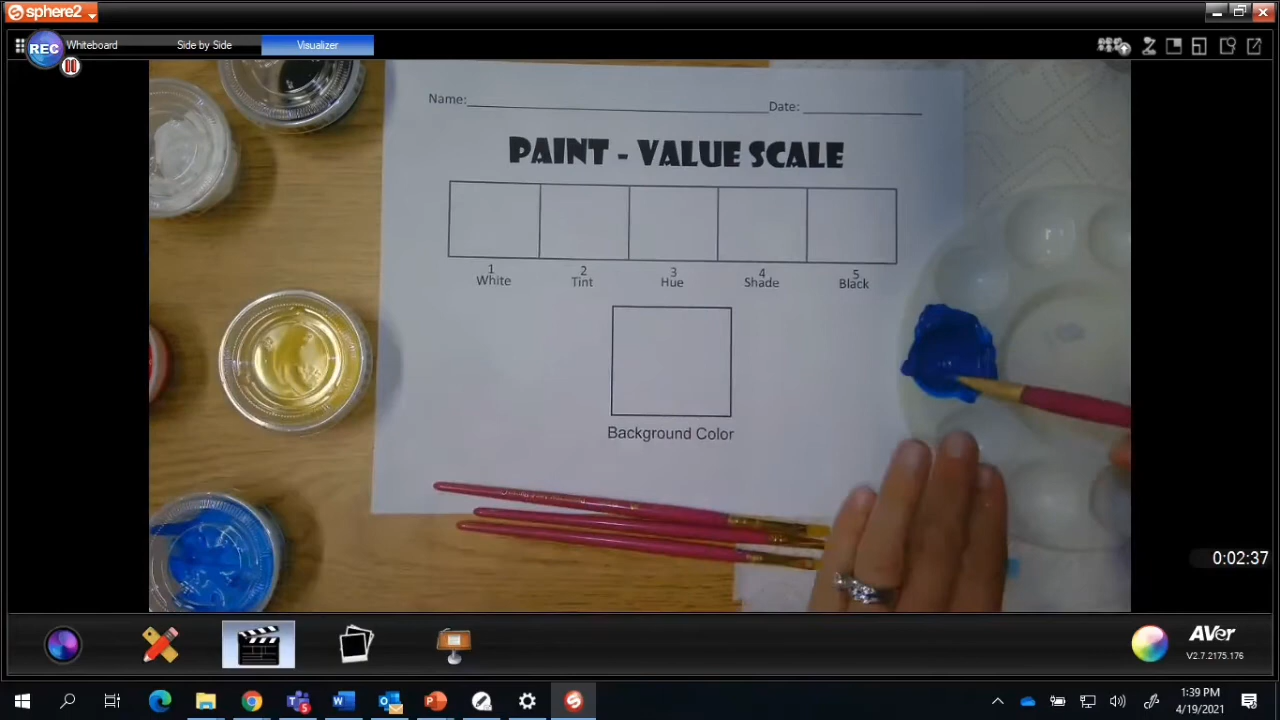 sphere2
REC
Whiteboard
Side by Side
Visualizer
Name: Date:
PAINT - VALUE SCALE
1 2 3 4 5
White Tint Hue Shade Black
Background Color
0:02:37
AVer
V2.7.2175.176
1:39 PM
4/19/2021